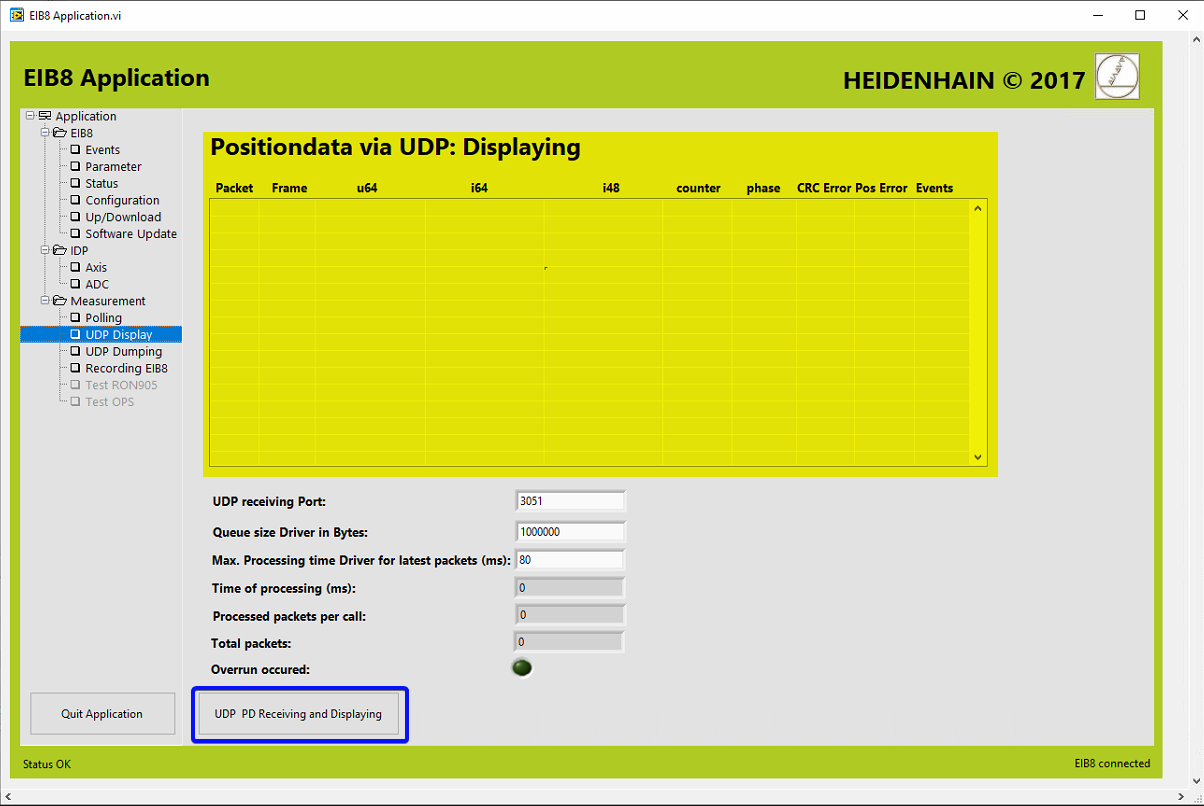 EIB8 Application.vi
EIB8 Application
HEIDENHAIN © 2017
Application
EIB8
Events
Parameter
Status
Configuration
Up/Download
Software Update
IDP
Axis
ADC
Measurement
Polling
UDP Display
UDP Dumping
Recording EIB8
Test RON905
Test OPS
Positiondata via UDP: Displaying
Packet Frame u64 i64 i48 counter phase CRC Error Pos Error Events
UDP receiving Port: 3051
Queue size Driver in Bytes: 1000000
Max. Processing time Driver for latest packets (ms): 80
Time of processing (ms): 0
Processed packets per call: 0
Total packets: 0
Overrun occured:
Quit Application
UDP PD Receiving and Displaying
Status OK
EIB8 connected